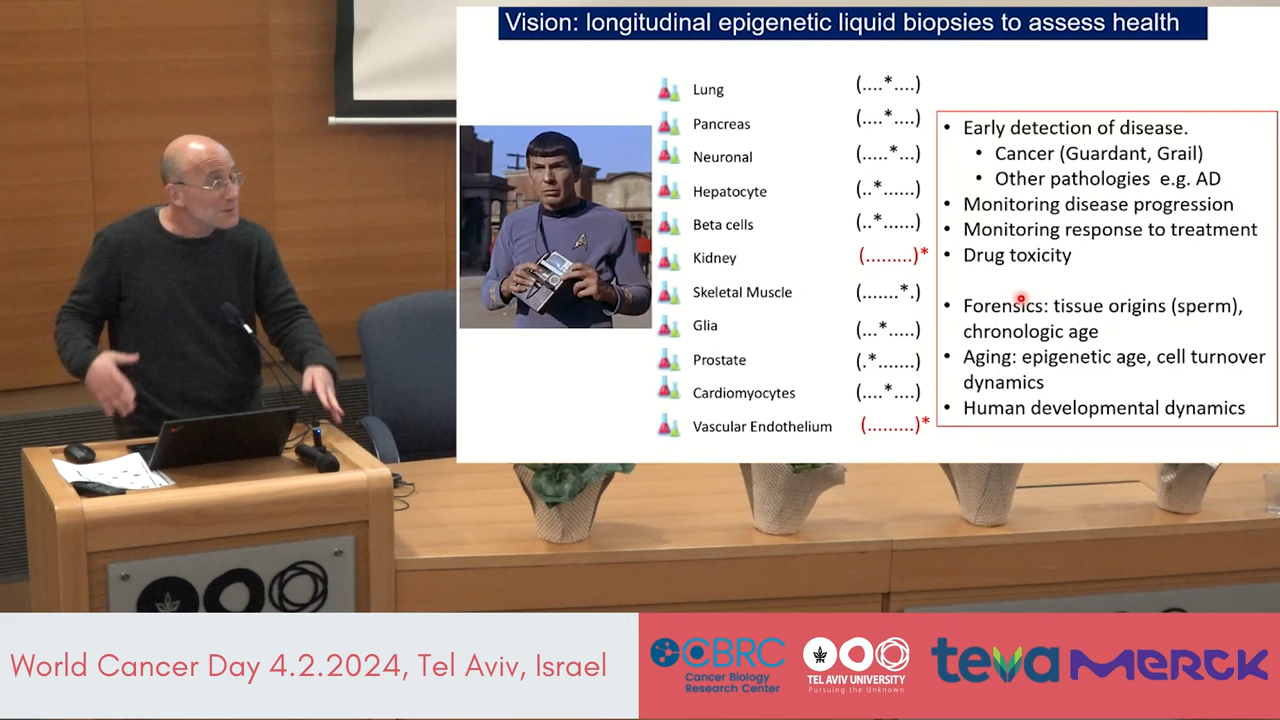 Vision: longitudinal epigenetic liquid biopsies to assess health
Lung (....*....)
Pancreas (....*....)
Neuronal (.....*...)
Hepatocyte (..*......)
Beta cells (..*......)
Kidney (.........)*
Skeletal Muscle (.......*.)
Glia (...*.....)
Prostate (.*.......)
Cardiomyocytes (....*....)
Vascular Endothelium (.........)*
• Early detection of disease.
• Cancer (Guardant, Grail)
• Other pathologies e.g. AD
• Monitoring disease progression
• Monitoring response to treatment
• Drug toxicity
• Forensics: tissue origins (sperm),
chronologic age
• Aging: epigenetic age, cell turnover
dynamics
• Human developmental dynamics
World Cancer Day 4.2.2024, Tel Aviv, Israel
CBRC
Cancer Biology
Research Center
TEL AVIV UNIVERSITY
Pursuing the Unknown
teva
MERCK